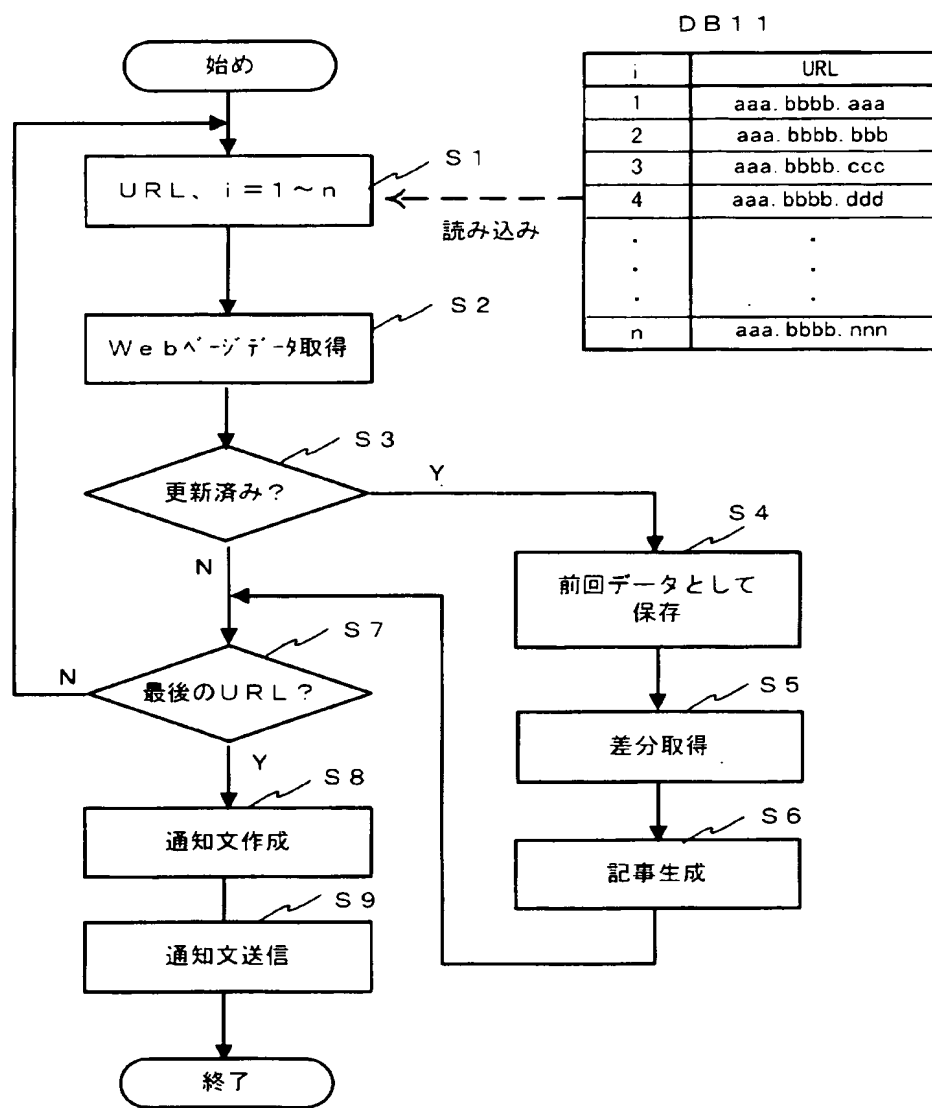 DB11
始め
i URL
1 aaa.bbbb.aaa
2 aaa.bbbb.bbb
3 aaa.bbbb.ccc
4 aaa.bbbb.ddd
. .
. .
. .
n aaa.bbbb.nnn
S1
URL、i=1~n
読み込み
S2
Webページデータ取得
S3
更新済み?
Y
N
S4
前回データとして
保存
S5
差分取得
S6
記事生成
S7
最後のURL?
N
Y
S8
通知文作成
S9
通知文送信
終了